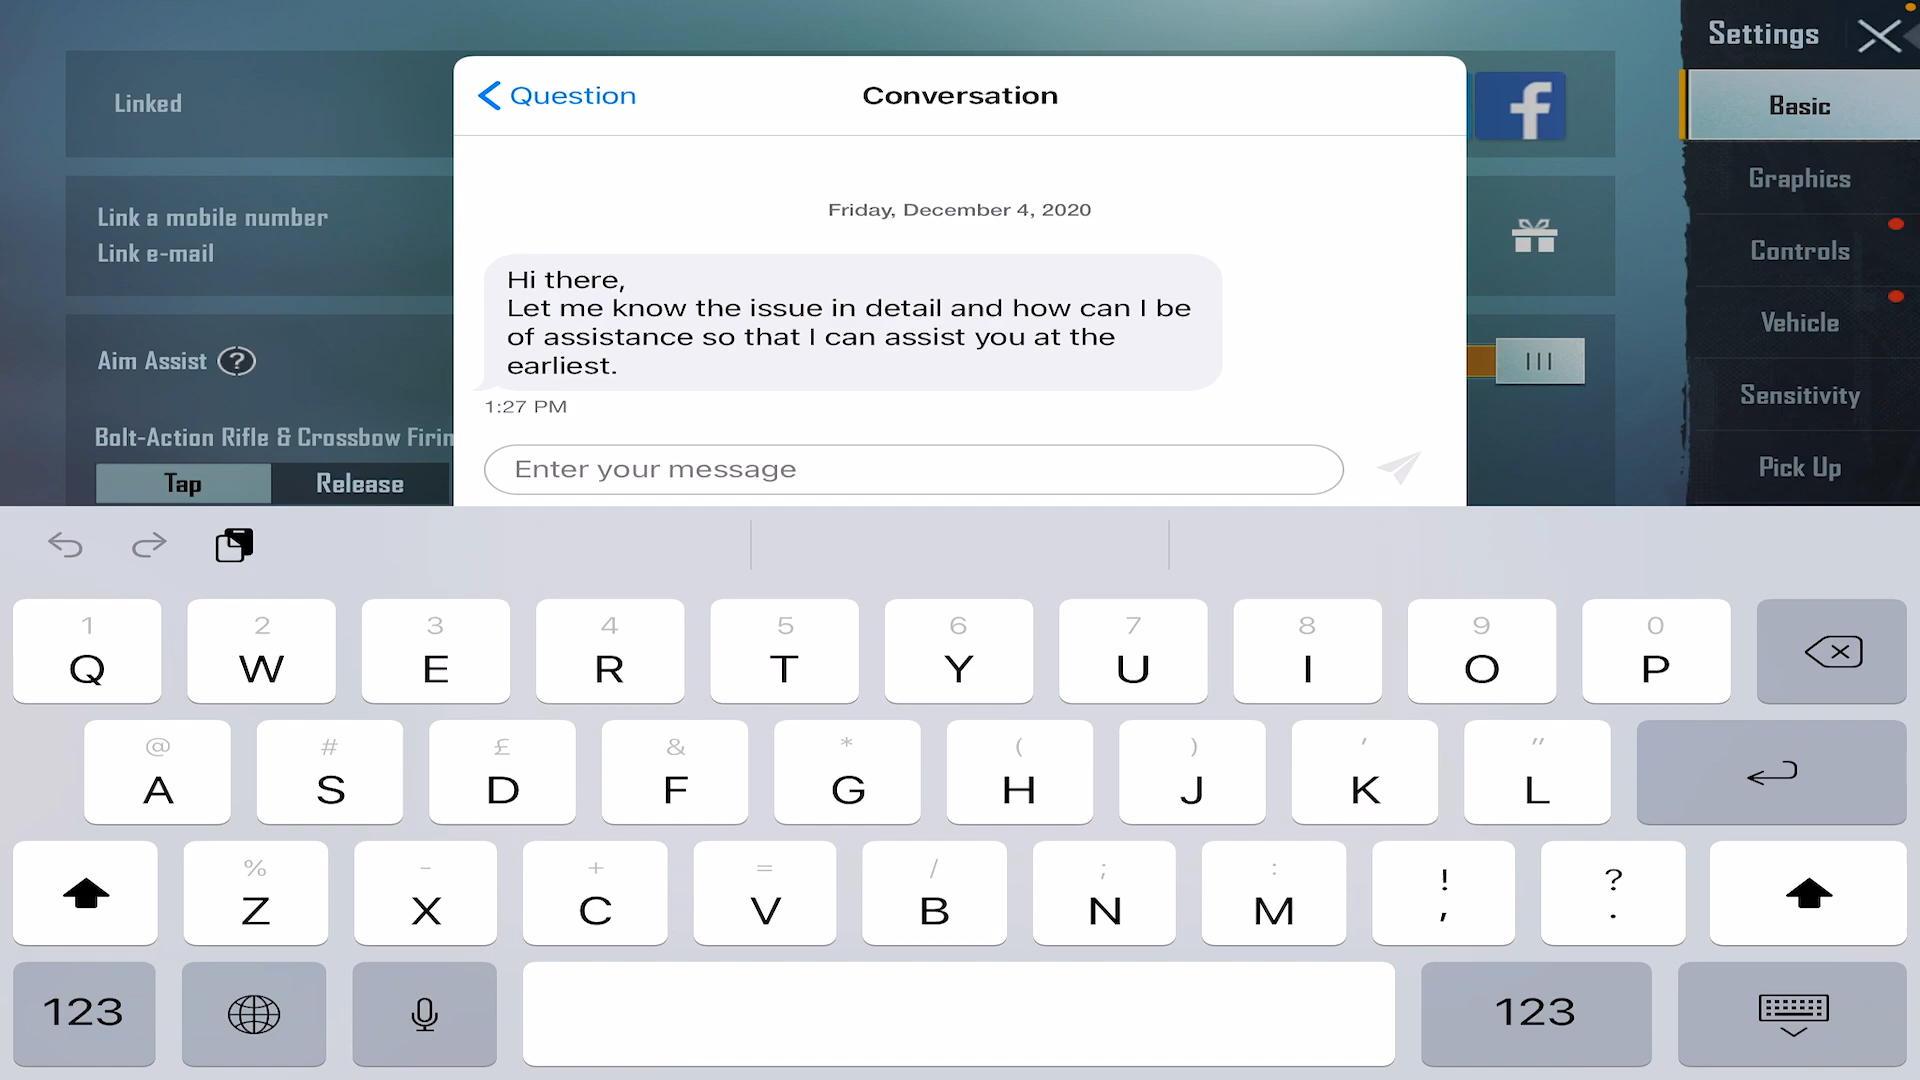 Settings
Linked
Question
Conversation
Basic
Friday, December 4, 2020
Graphics
Link a mobile number
Link e-mail
Hi there,
Let me know the issue in detail and how can I be
of assistance so that I can assist you at the
earliest.
1:27 PM
Controls
Vehicle
Aim Assist ?
Sensitivity
Bolt-Action Rifle & Crossbow Firin
Tap
Release
Enter your message
Pick Up
1 2 3 4 5 6 7 8 9 0
Q W E R T Y U I O P
@ # £ & * ( ) ' "
A S D F G H J K L
% - + = / ; : ! ?
Z X C V B N M , .
123
123